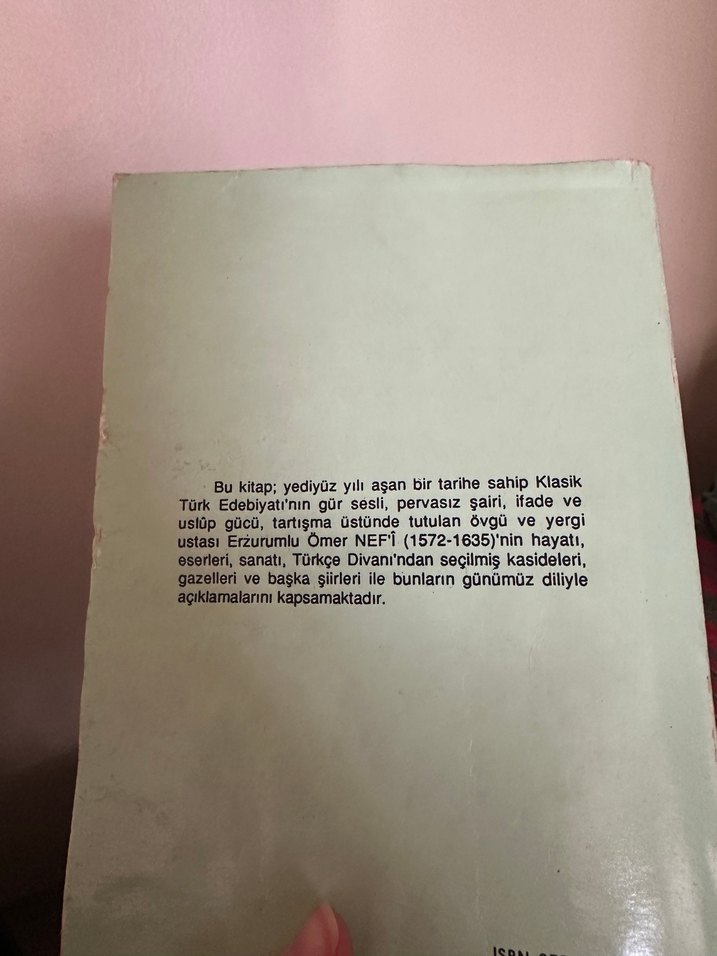 Bu kitap; yediyüz yılı aşan bir tarihe sahip Klasik
Türk Edebiyatı'nın gür sesli, pervasız şairi, ifade ve
uslûp gücü, tartışma üstünde tutulan övgü ve yergi
ustası Erzurumlu Ömer NEF'Î (1572-1635)'nin hayatı,
eserleri, sanatı, Türkçe Divanı'ndan seçilmiş kasideleri,
gazelleri ve başka şiirleri ile bunların günümüz diliyle
açıklamalarını kapsamaktadır.
ISBN